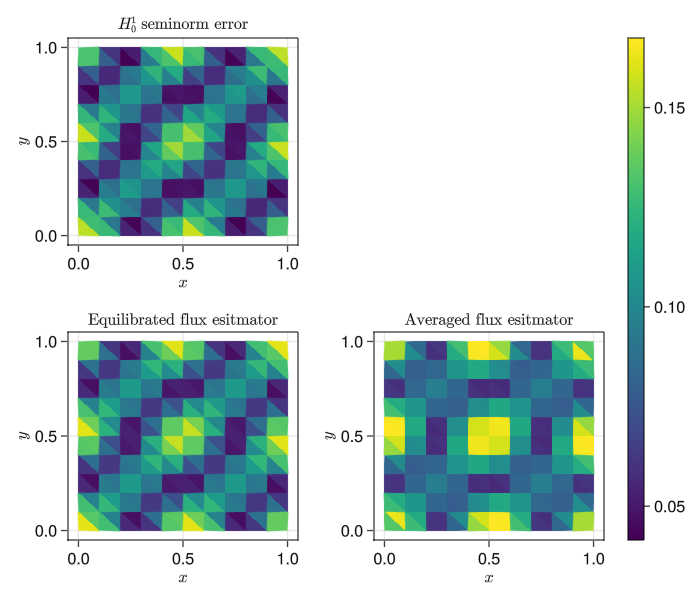 H¹₀ seminorm error
1.0
0.5
0.0
y
0.0 0.5 1.0
x
0.15
0.10
0.05
Equilibrated flux esitmator
1.0
0.5
0.0
y
0.0 0.5 1.0
x
Averaged flux esitmator
1.0
0.5
0.0
y
0.0 0.5 1.0
x